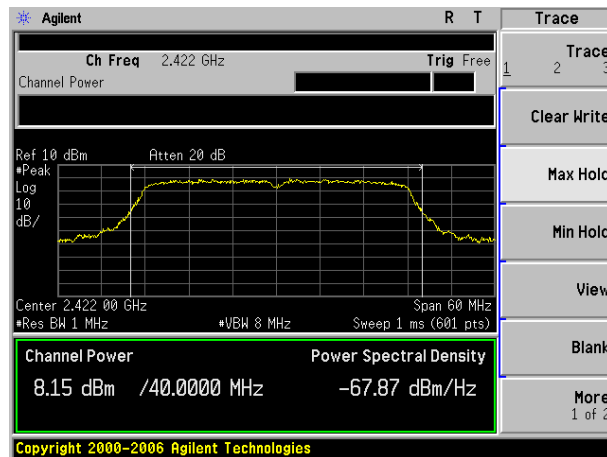 Agilent R T Trace
Ch Freq 2.422 GHz Trig Free
Channel Power
Trace
1 2 3
Clear Write
Max Hold
Min Hold
View
Blank
More
1 of 2
Ref 10 dBm Atten 20 dB
#Peak
Log
10
dB/
Center 2.422 00 GHz Span 60 MHz
#Res BW 1 MHz #VBW 8 MHz Sweep 1 ms (601 pts)
Channel Power Power Spectral Density
8.15 dBm /40.0000 MHz -67.87 dBm/Hz
Copyright 2000-2006 Agilent Technologies